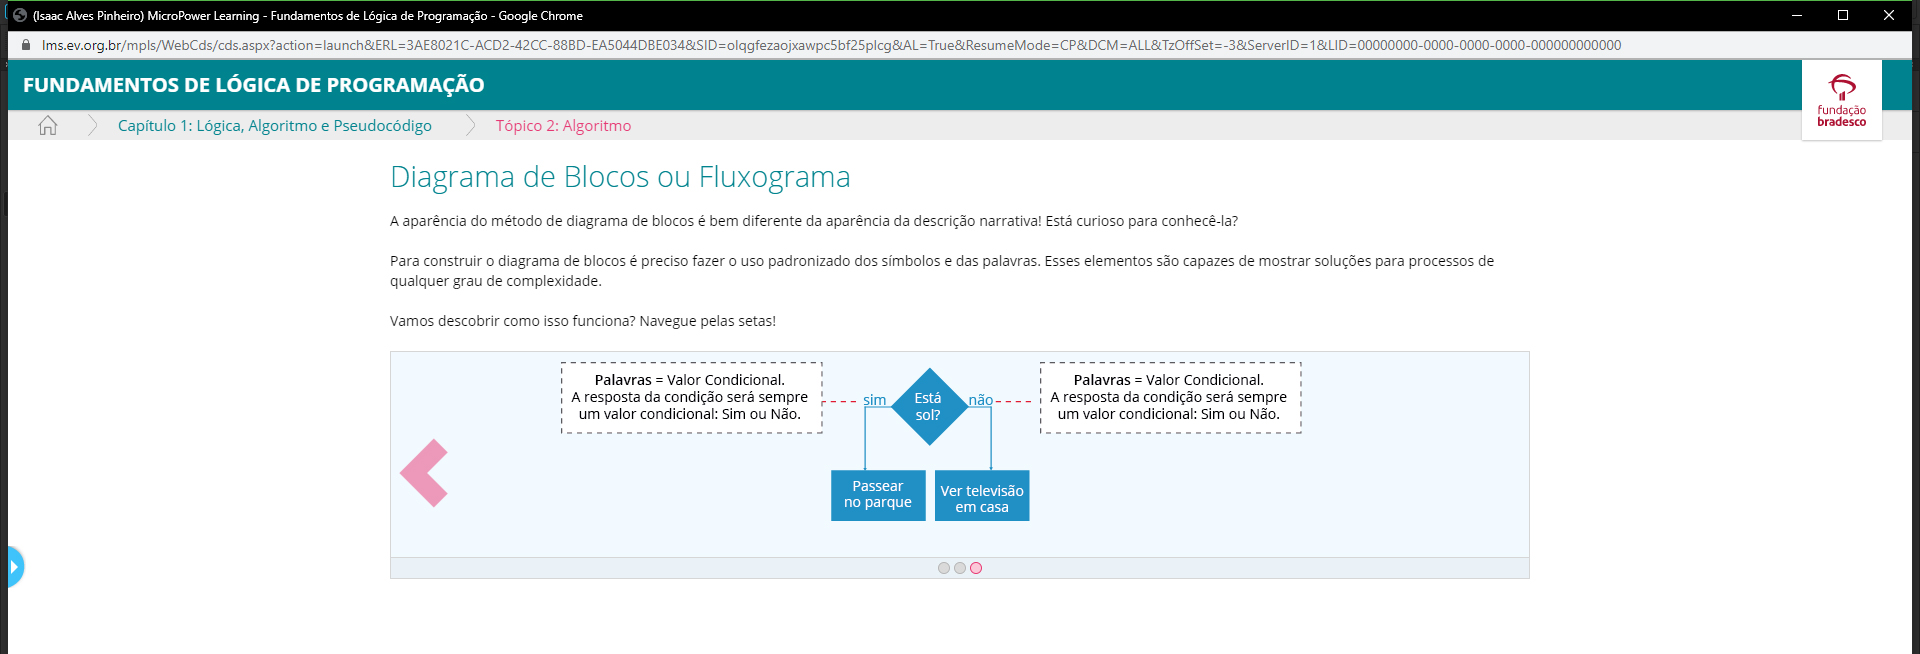 (Isaac Alves Pinheiro) MicroPower Learning - Fundamentos de Lógica de Programação - Google Chrome
lms.ev.org.br/mpls/WebCds/cds.aspx?action=launch&ERL=3AE8021C-ACD2-42CC-88BD-EA5044DBE034&SID=olqgfezaojxawpc5bf25plcg&AL=True&ResumeMode=CP&DCM=ALL&TzOffSet=-3&ServerID=1&LID=00000000-0000-0000-0000-000000000000
FUNDAMENTOS DE LÓGICA DE PROGRAMAÇÃO
fundação
bradesco
Capítulo 1: Lógica, Algoritmo e Pseudocódigo
Tópico 2: Algoritmo
Diagrama de Blocos ou Fluxograma
A aparência do método de diagrama de blocos é bem diferente da aparência da descrição narrativa! Está curioso para conhecê-la?
Para construir o diagrama de blocos é preciso fazer o uso padronizado dos símbolos e das palavras. Esses elementos são capazes de mostrar soluções para processos de
qualquer grau de complexidade.
Vamos descobrir como isso funciona? Navegue pelas setas!
Palavras = Valor Condicional.
A resposta da condição será sempre
um valor condicional: Sim ou Não.
sim
Está
sol?
não
Palavras = Valor Condicional.
A resposta da condição será sempre
um valor condicional: Sim ou Não.
Passear
no parque
Ver televisão
em casa